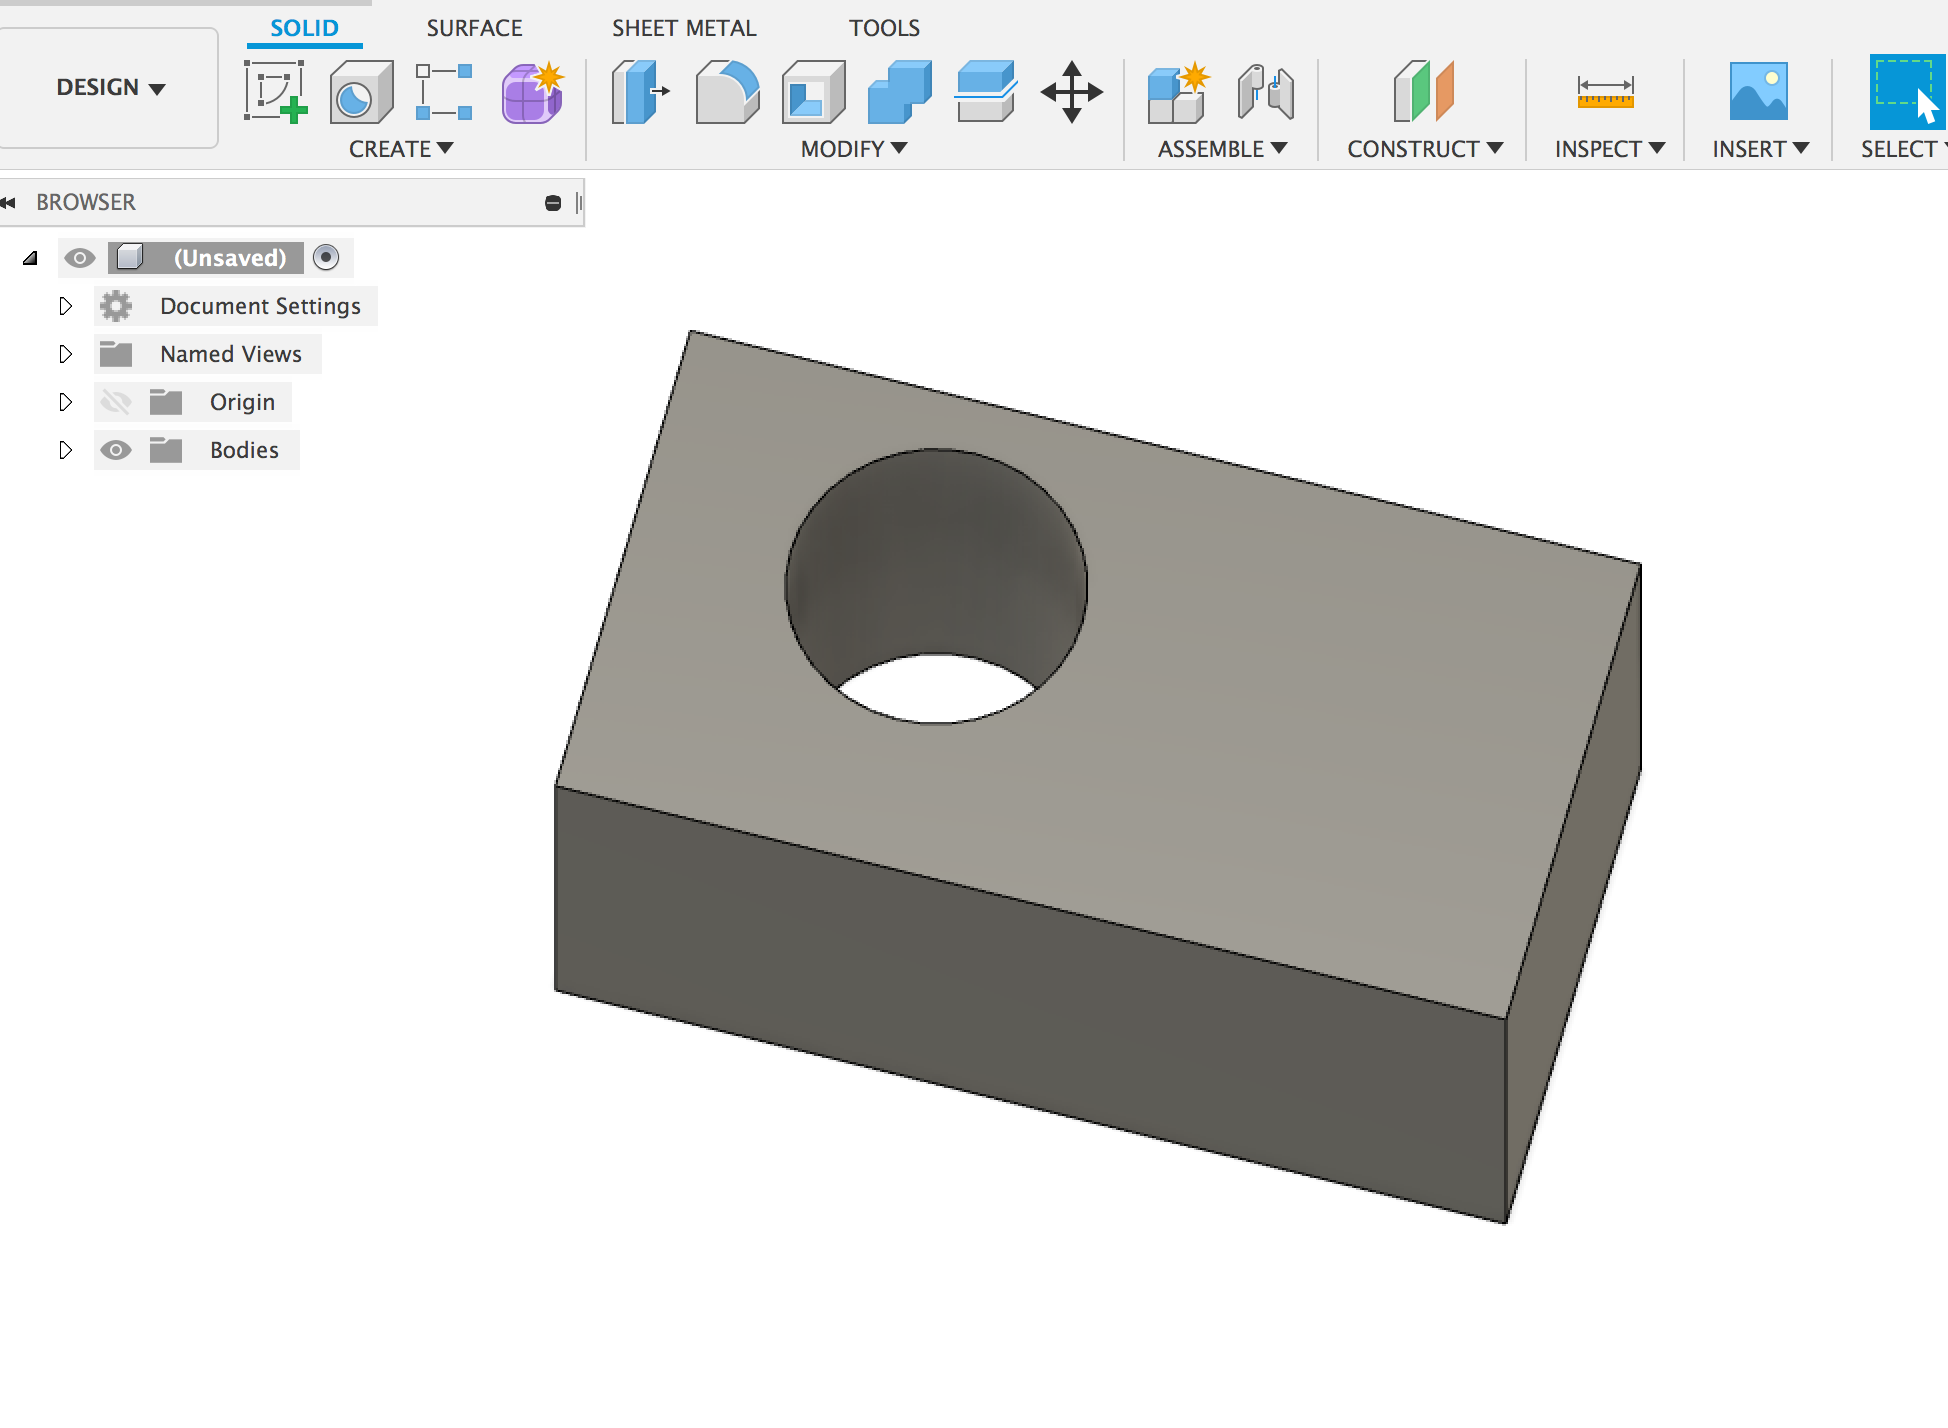 SOLID SURFACE SHEET METAL TOOLS
DESIGN
CREATE MODIFY ASSEMBLE CONSTRUCT INSPECT INSERT SELECT
BROWSER
(Unsaved)
Document Settings
Named Views
Origin
Bodies